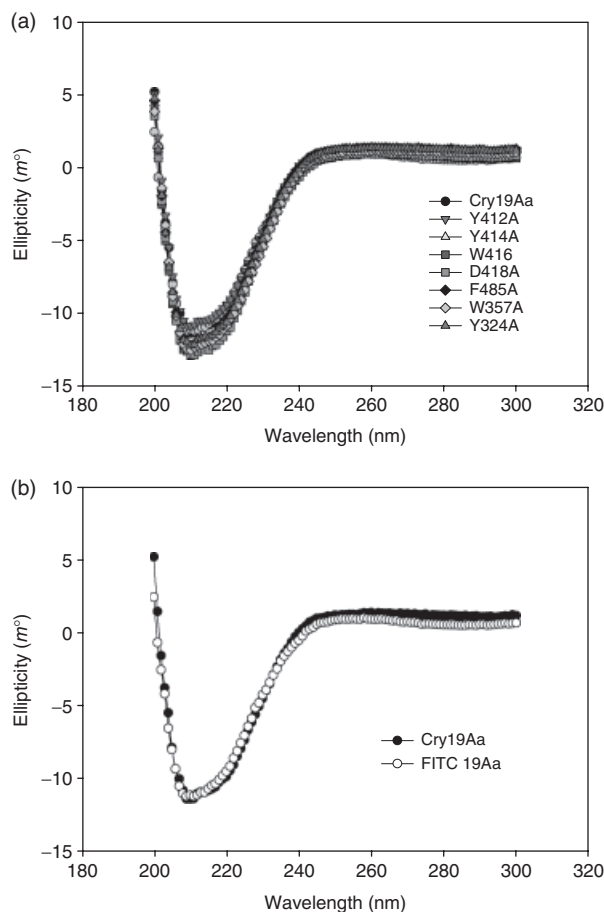 (a)
10
5
0
−5
−10
−15
Ellipticity (m°)
180 200 220 240 260 280 300 320
Wavelength (nm)
Cry19Aa
Y412A
Y414A
W416
D418A
F485A
W357A
Y324A
(b)
10
5
0
−5
−10
−15
Ellipticity (m°)
180 200 220 240 260 280 300 320
Wavelength (nm)
Cry19Aa
FITC 19Aa